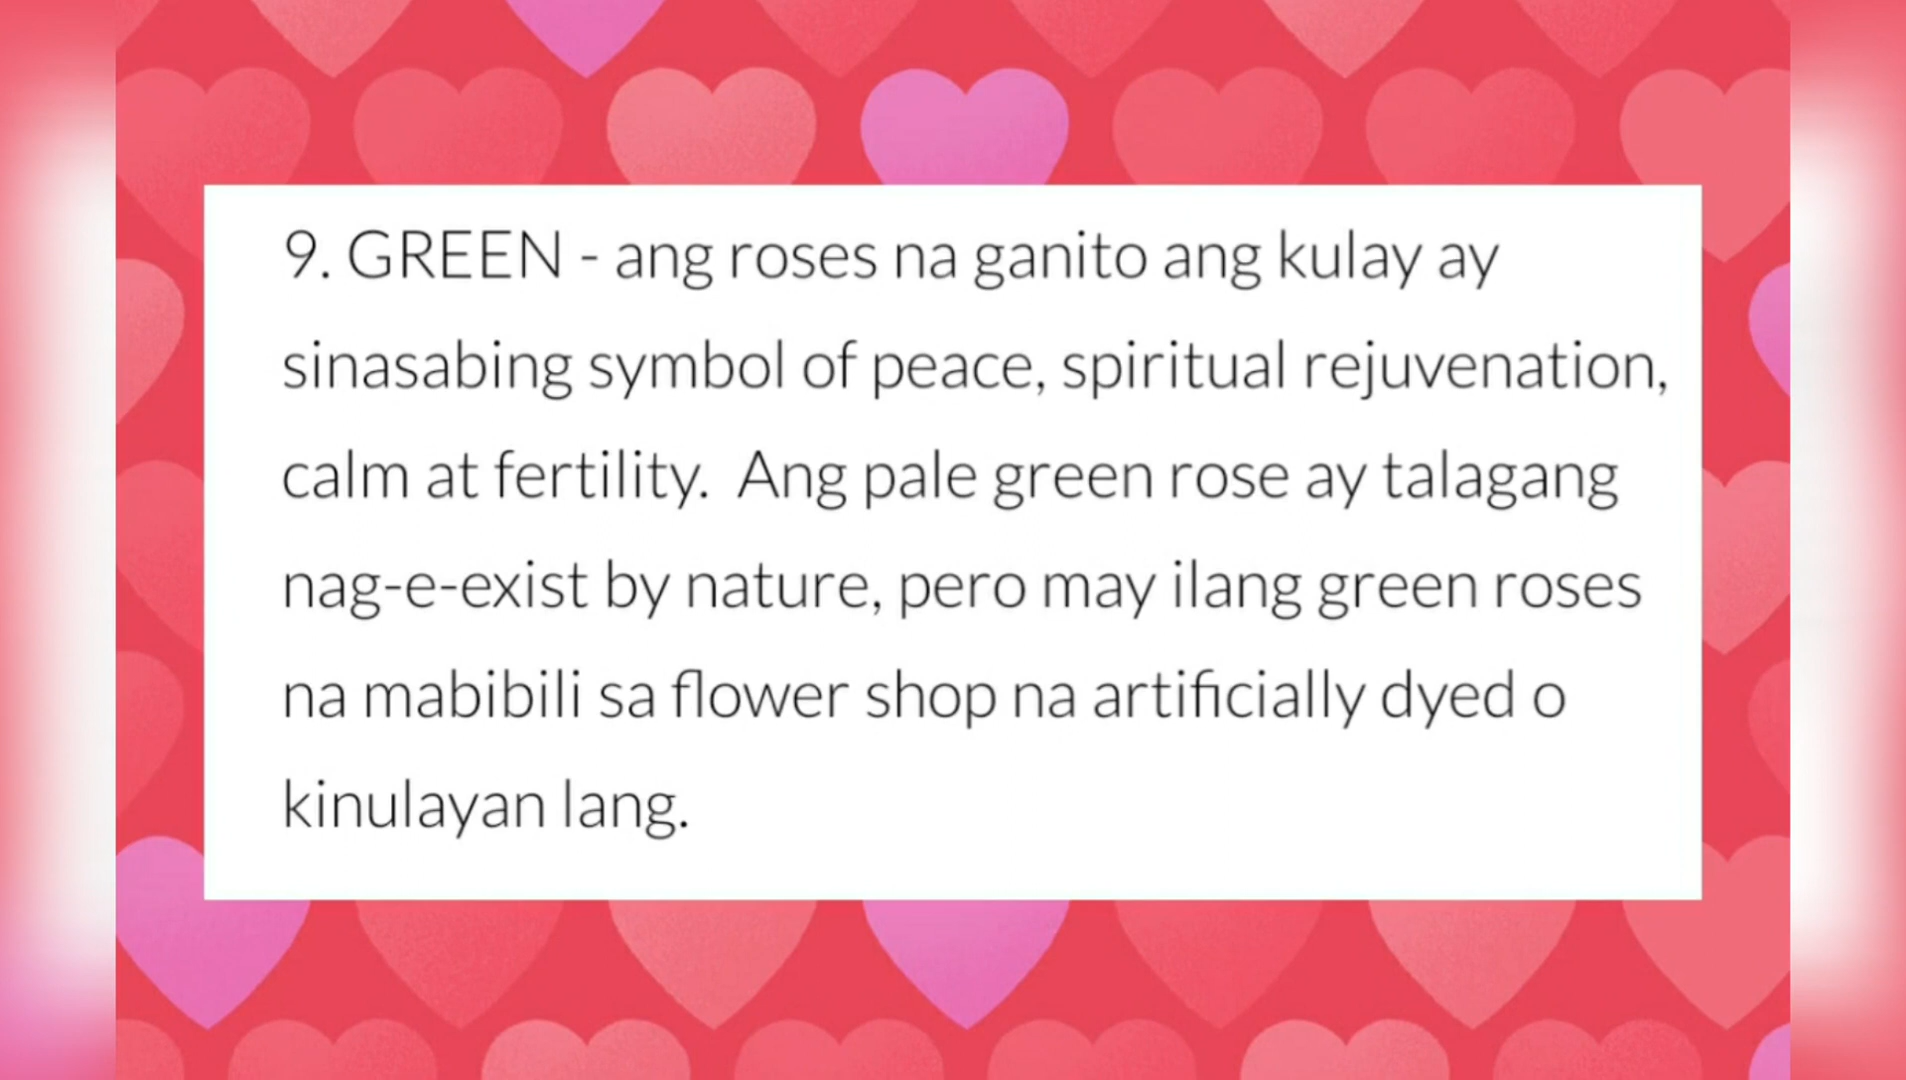 9. GREEN - ang roses na ganito ang kulay ay
sinasabing symbol of peace, spiritual rejuvenation,
calm at fertility.  Ang pale green rose ay talagang
nag-e-exist by nature, pero may ilang green roses
na mabibili sa flower shop na artificially dyed o
kinulayan lang.